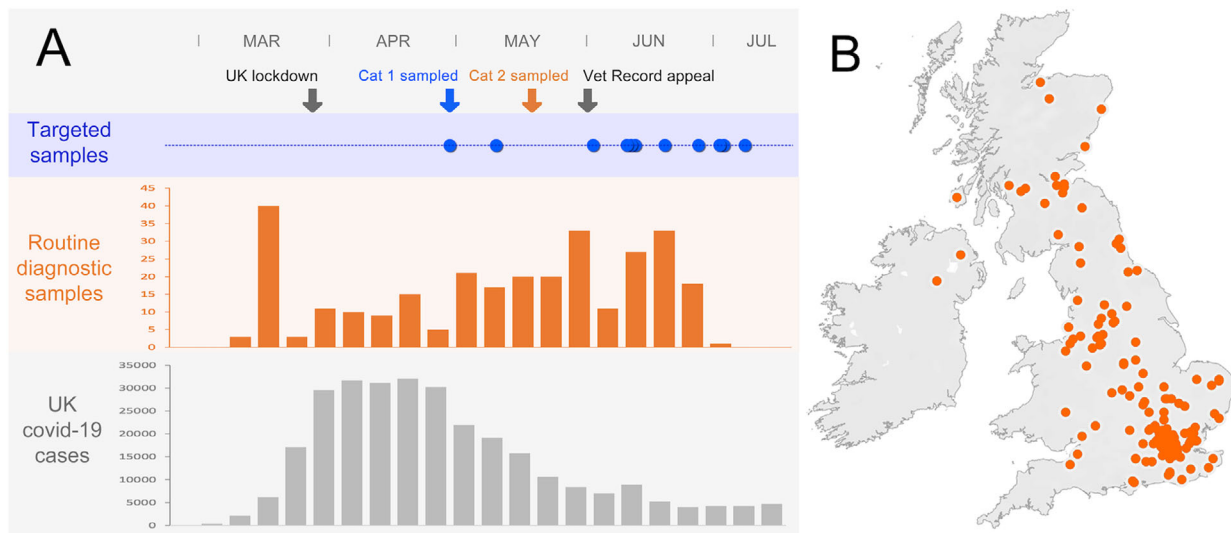 A
MAR APR MAY JUN JUL
UK lockdown Cat 1 sampled Cat 2 sampled Vet Record appeal
Targeted
samples
45
40
35
30
25
20
15
10
5
0
Routine
diagnostic
samples
35000
30000
25000
20000
15000
10000
5000
0
UK
covid-19
cases
B